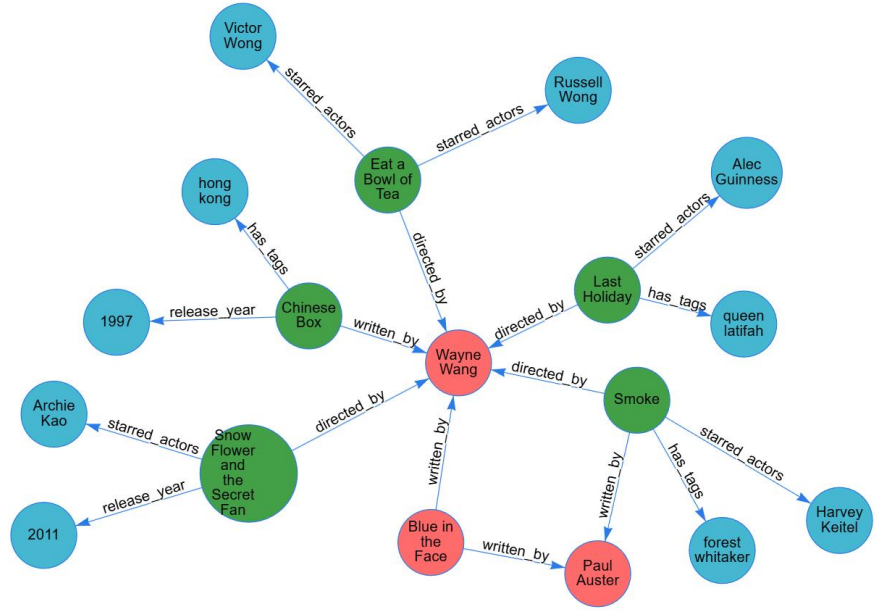 Victor
Wong
starred_actors
Russell
Wong
starred_actors
Eat a
Bowl of
Tea
Alec
Guinness
hong
kong
starred_actors
has_tags
directed_by
Last
Holiday
has_tags
queen
latifah
1997
release_year
Chinese
Box
written_by
directed_by
Wayne
Wang
directed_by
Smoke
Archie
Kao
starred_actors
directed_by
Snow
Flower
and
the
Secret
Fan
release_year
2011
written_by
written_by
has_tags
starred_actors
Harvey
Keitel
Blue in
the
Face
written_by
Paul
Auster
forest
whitaker